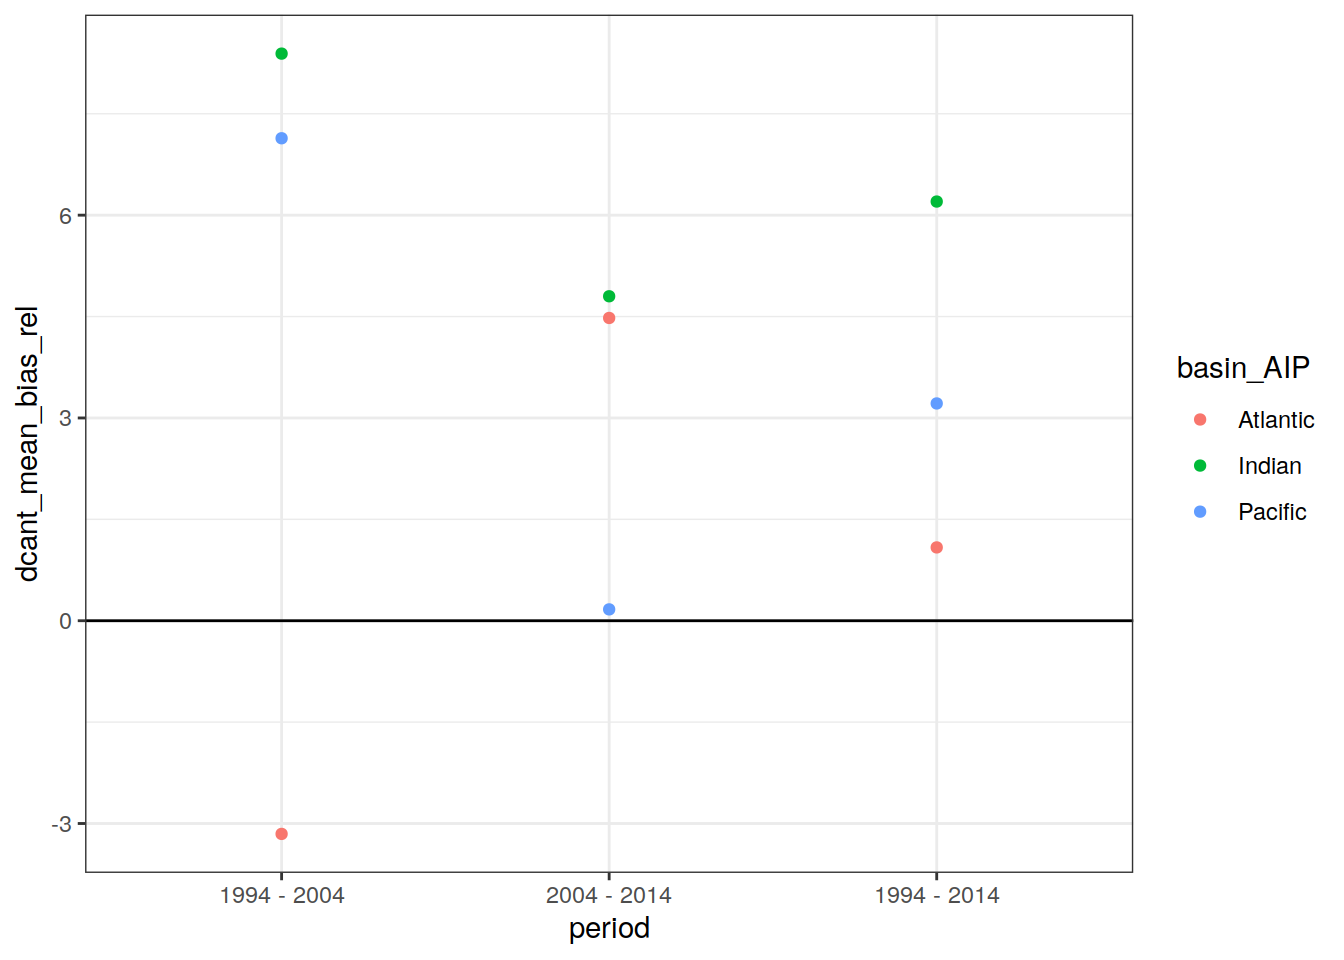 dcant_mean_bias_rel
6
3
0
-3
1994 - 2004
2004 - 2014
1994 - 2014
period
basin_AIP
Atlantic
Indian
Pacific